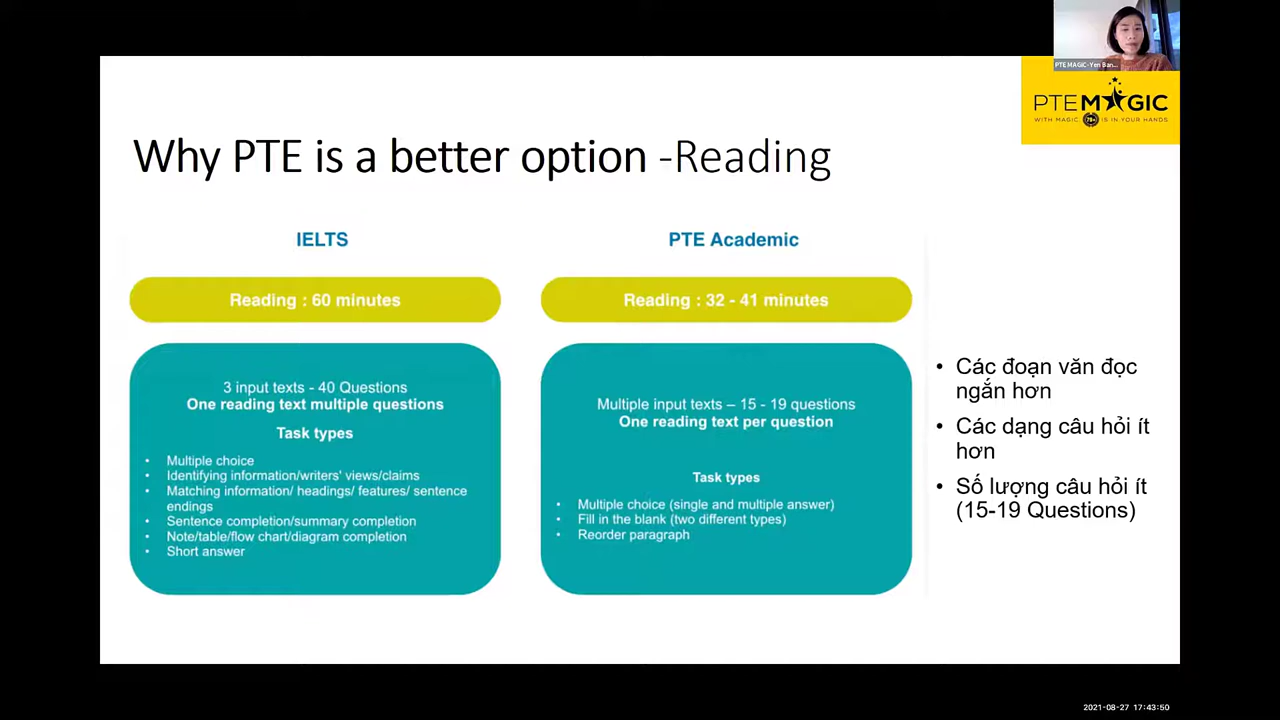 PTE MAGIC-Yen Ban...
PTEMAGIC
WITH MAGIC 79+ IS IN YOUR HANDS
Why PTE is a better option -Reading
IELTS
Reading : 60 minutes
3 input texts - 40 Questions
One reading text multiple questions
Task types
• Multiple choice
• Identifying information/writers' views/claims
• Matching information/ headings/ features/ sentence
endings
• Sentence completion/summary completion
• Note/table/flow chart/diagram completion
• Short answer
PTE Academic
Reading : 32 - 41 minutes
Multiple input texts – 15 - 19 questions
One reading text per question
Task types
• Multiple choice (single and multiple answer)
• Fill in the blank (two different types)
• Reorder paragraph
• Các đoạn văn đọc
ngắn hơn
• Các dạng câu hỏi ít
hơn
• Số lượng câu hỏi ít
(15-19 Questions)
2021-08-27 17:43:50